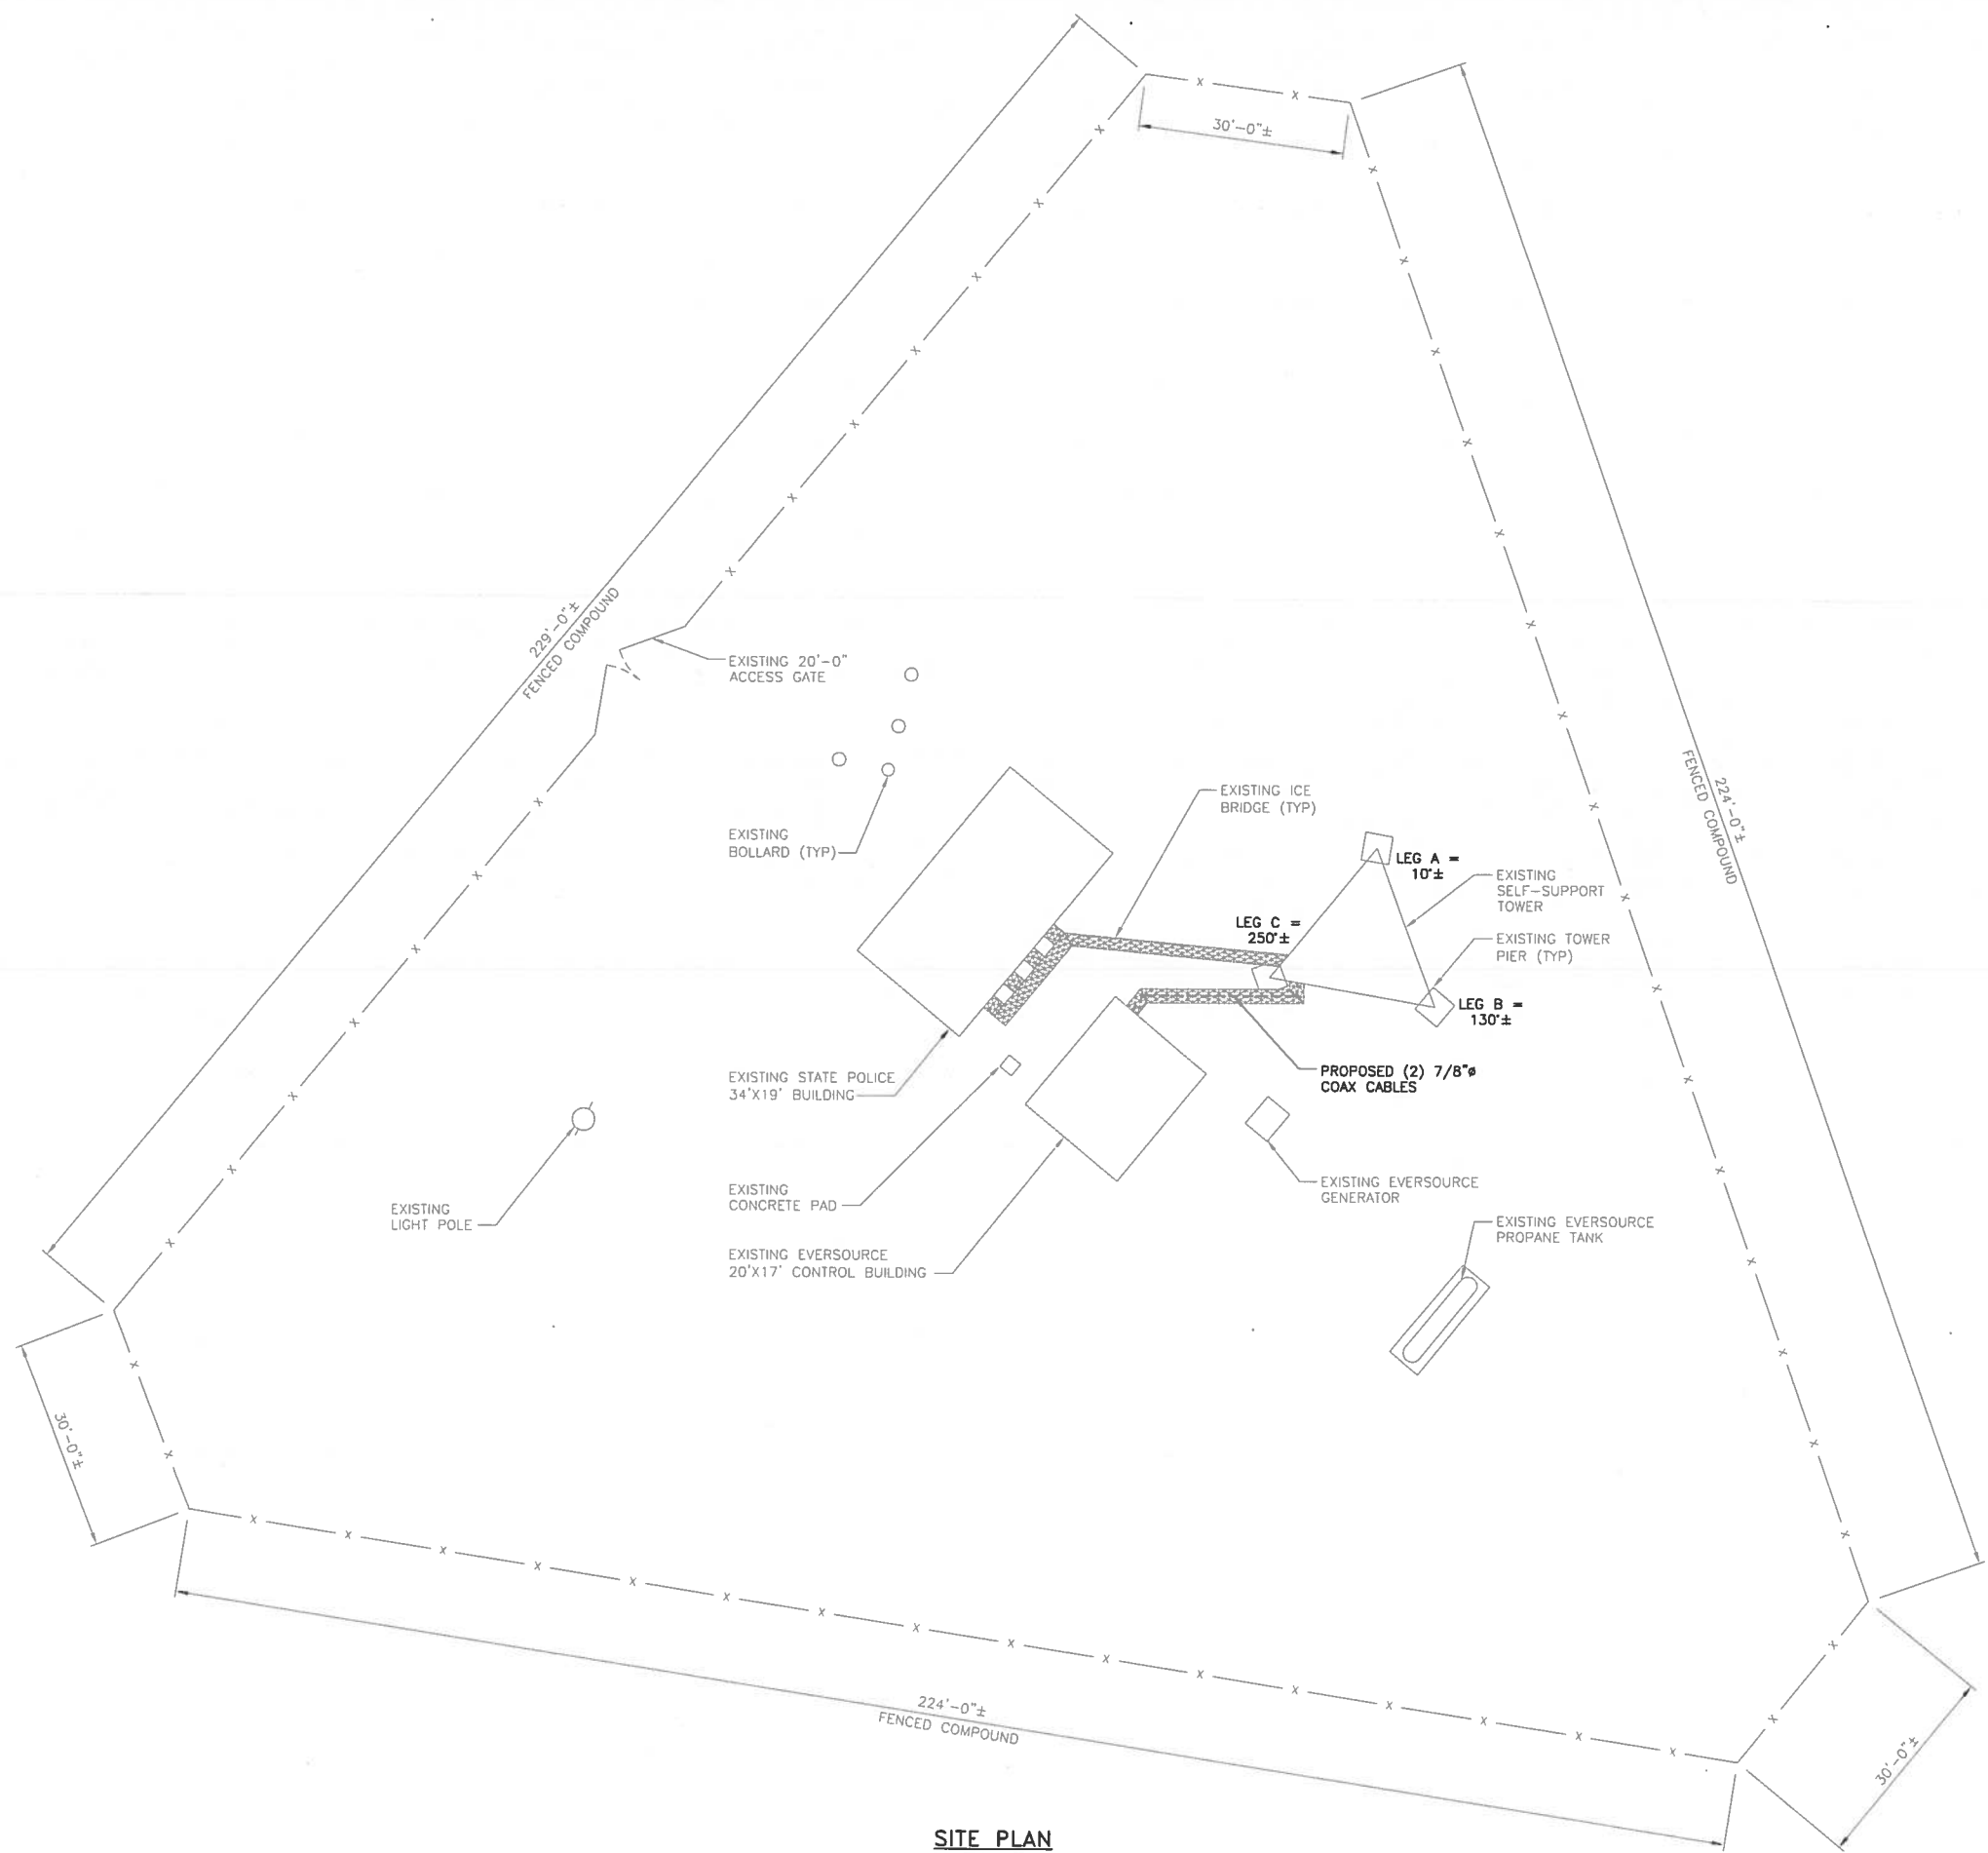 30'-0"±
229'-0"±
FENCED COMPOUND
EXISTING 20'-0"
ACCESS GATE
224'-0"±
FENCED COMPOUND
EXISTING ICE
BRIDGE (TYP)
EXISTING
BOLLARD (TYP)
LEG A =
10°±
EXISTING
SELF-SUPPORT
TOWER
LEG C =
250°±
EXISTING TOWER
PIER (TYP)
LEG B =
130°±
PROPOSED (2) 7/8"ø
COAX CABLES
EXISTING STATE POLICE
34'X19' BUILDING
EXISTING
CONCRETE PAD
EXISTING EVERSOURCE
GENERATOR
EXISTING
LIGHT POLE
EXISTING EVERSOURCE
PROPANE TANK
EXISTING EVERSOURCE
20'X17' CONTROL BUILDING
30'-0"±
224'-0"±
FENCED COMPOUND
30'-0"±
SITE PLAN